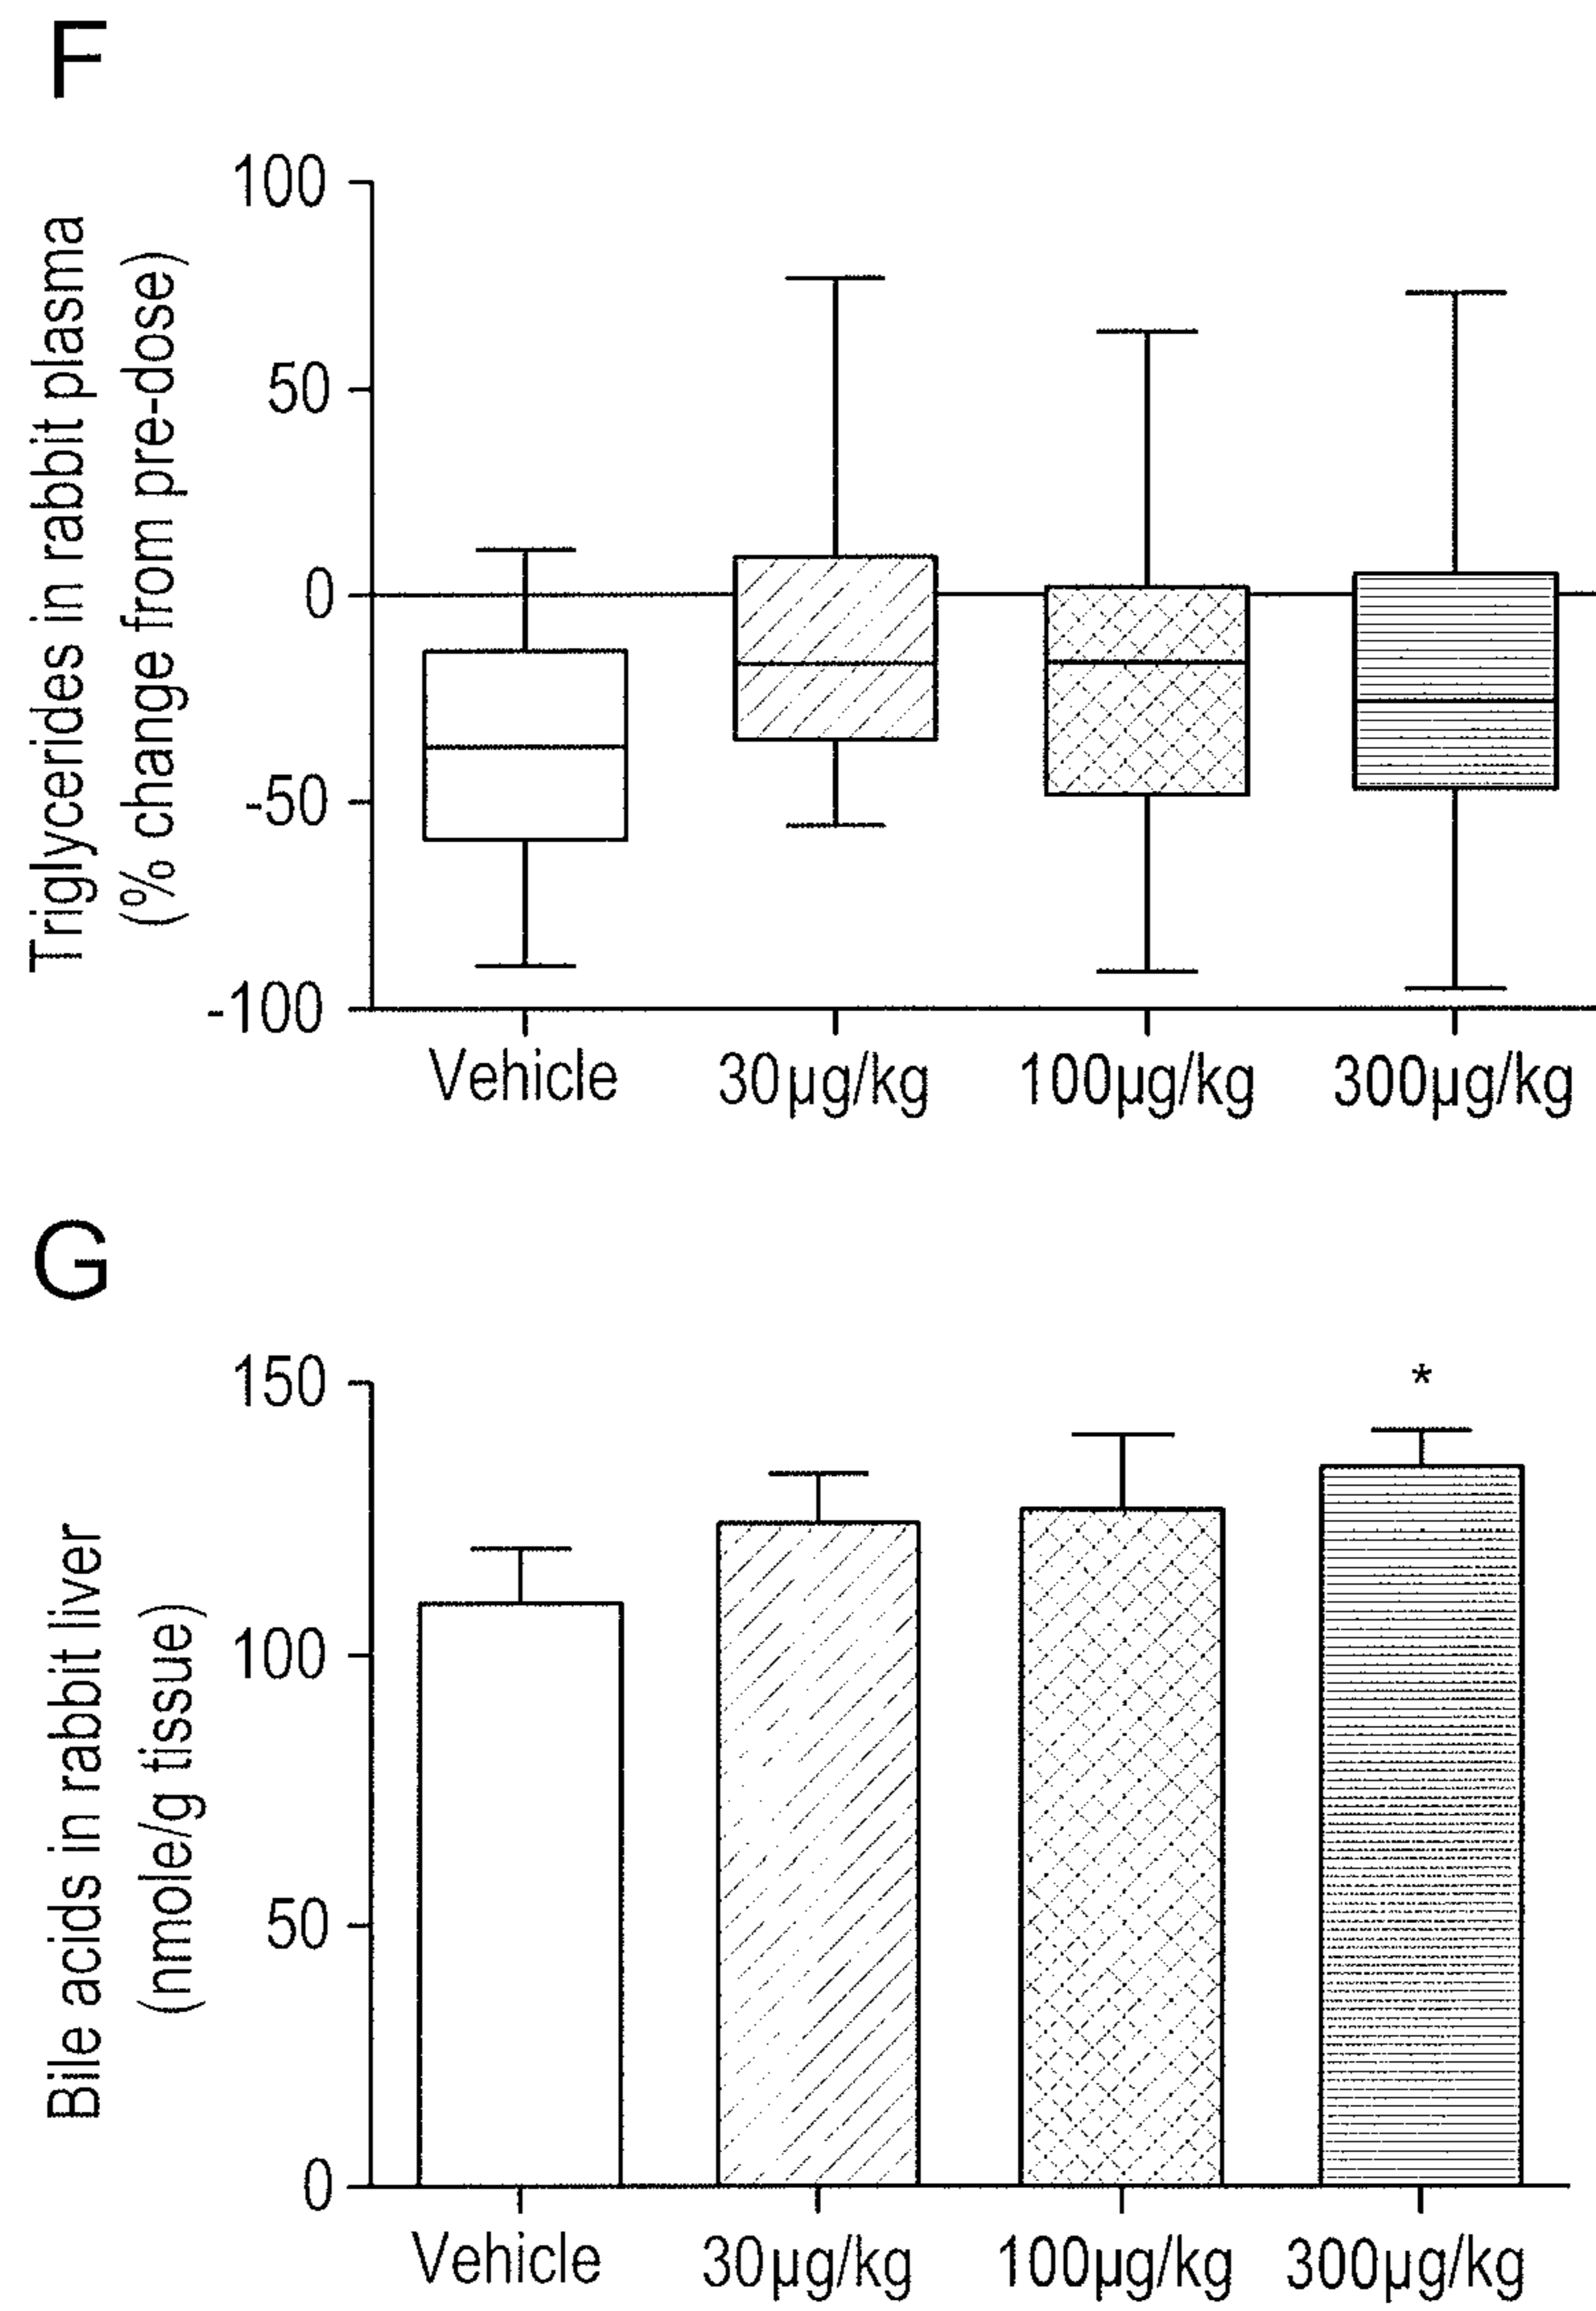 F
Triglycerides in rabbit plasma
(% change from pre-dose)
100
50
0
-50
-100
Vehicle 30µg/kg 100µg/kg 300µg/kg
G
Bile acids in rabbit liver
(nmole/g tissue)
150
100
50
0
*
Vehicle 30µg/kg 100µg/kg 300µg/kg